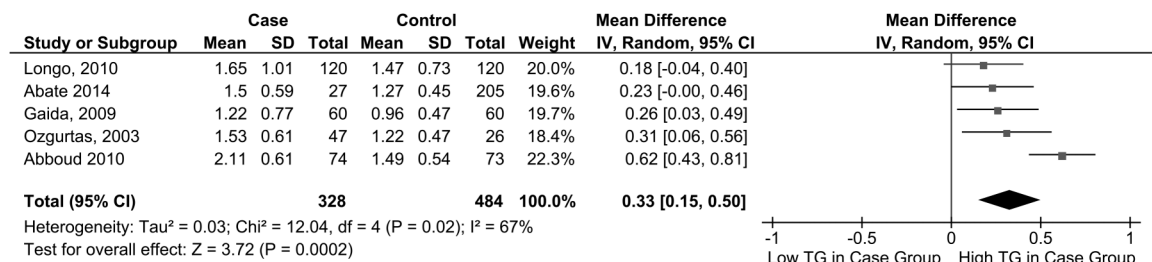 Case Control Mean Difference Mean Difference
Study or Subgroup Mean SD Total Mean SD Total Weight IV, Random, 95% CI IV, Random, 95% CI
Longo, 2010 1.65 1.01 120 1.47 0.73 120 20.0% 0.18 [-0.04, 0.40]
Abate 2014 1.5 0.59 27 1.27 0.45 205 19.6% 0.23 [-0.00, 0.46]
Gaida, 2009 1.22 0.77 60 0.96 0.47 60 19.7% 0.26 [0.03, 0.49]
Ozgurtas, 2003 1.53 0.61 47 1.22 0.47 26 18.4% 0.31 [0.06, 0.56]
Abboud 2010 2.11 0.61 74 1.49 0.54 73 22.3% 0.62 [0.43, 0.81]
Total (95% CI) 328 484 100.0% 0.33 [0.15, 0.50]
Heterogeneity: Tau² = 0.03; Chi² = 12.04, df = 4 (P = 0.02); I² = 67%
Test for overall effect: Z = 3.72 (P = 0.0002)
-1 -0.5 0 0.5 1
Low TG in Case Group High TG in Case Group